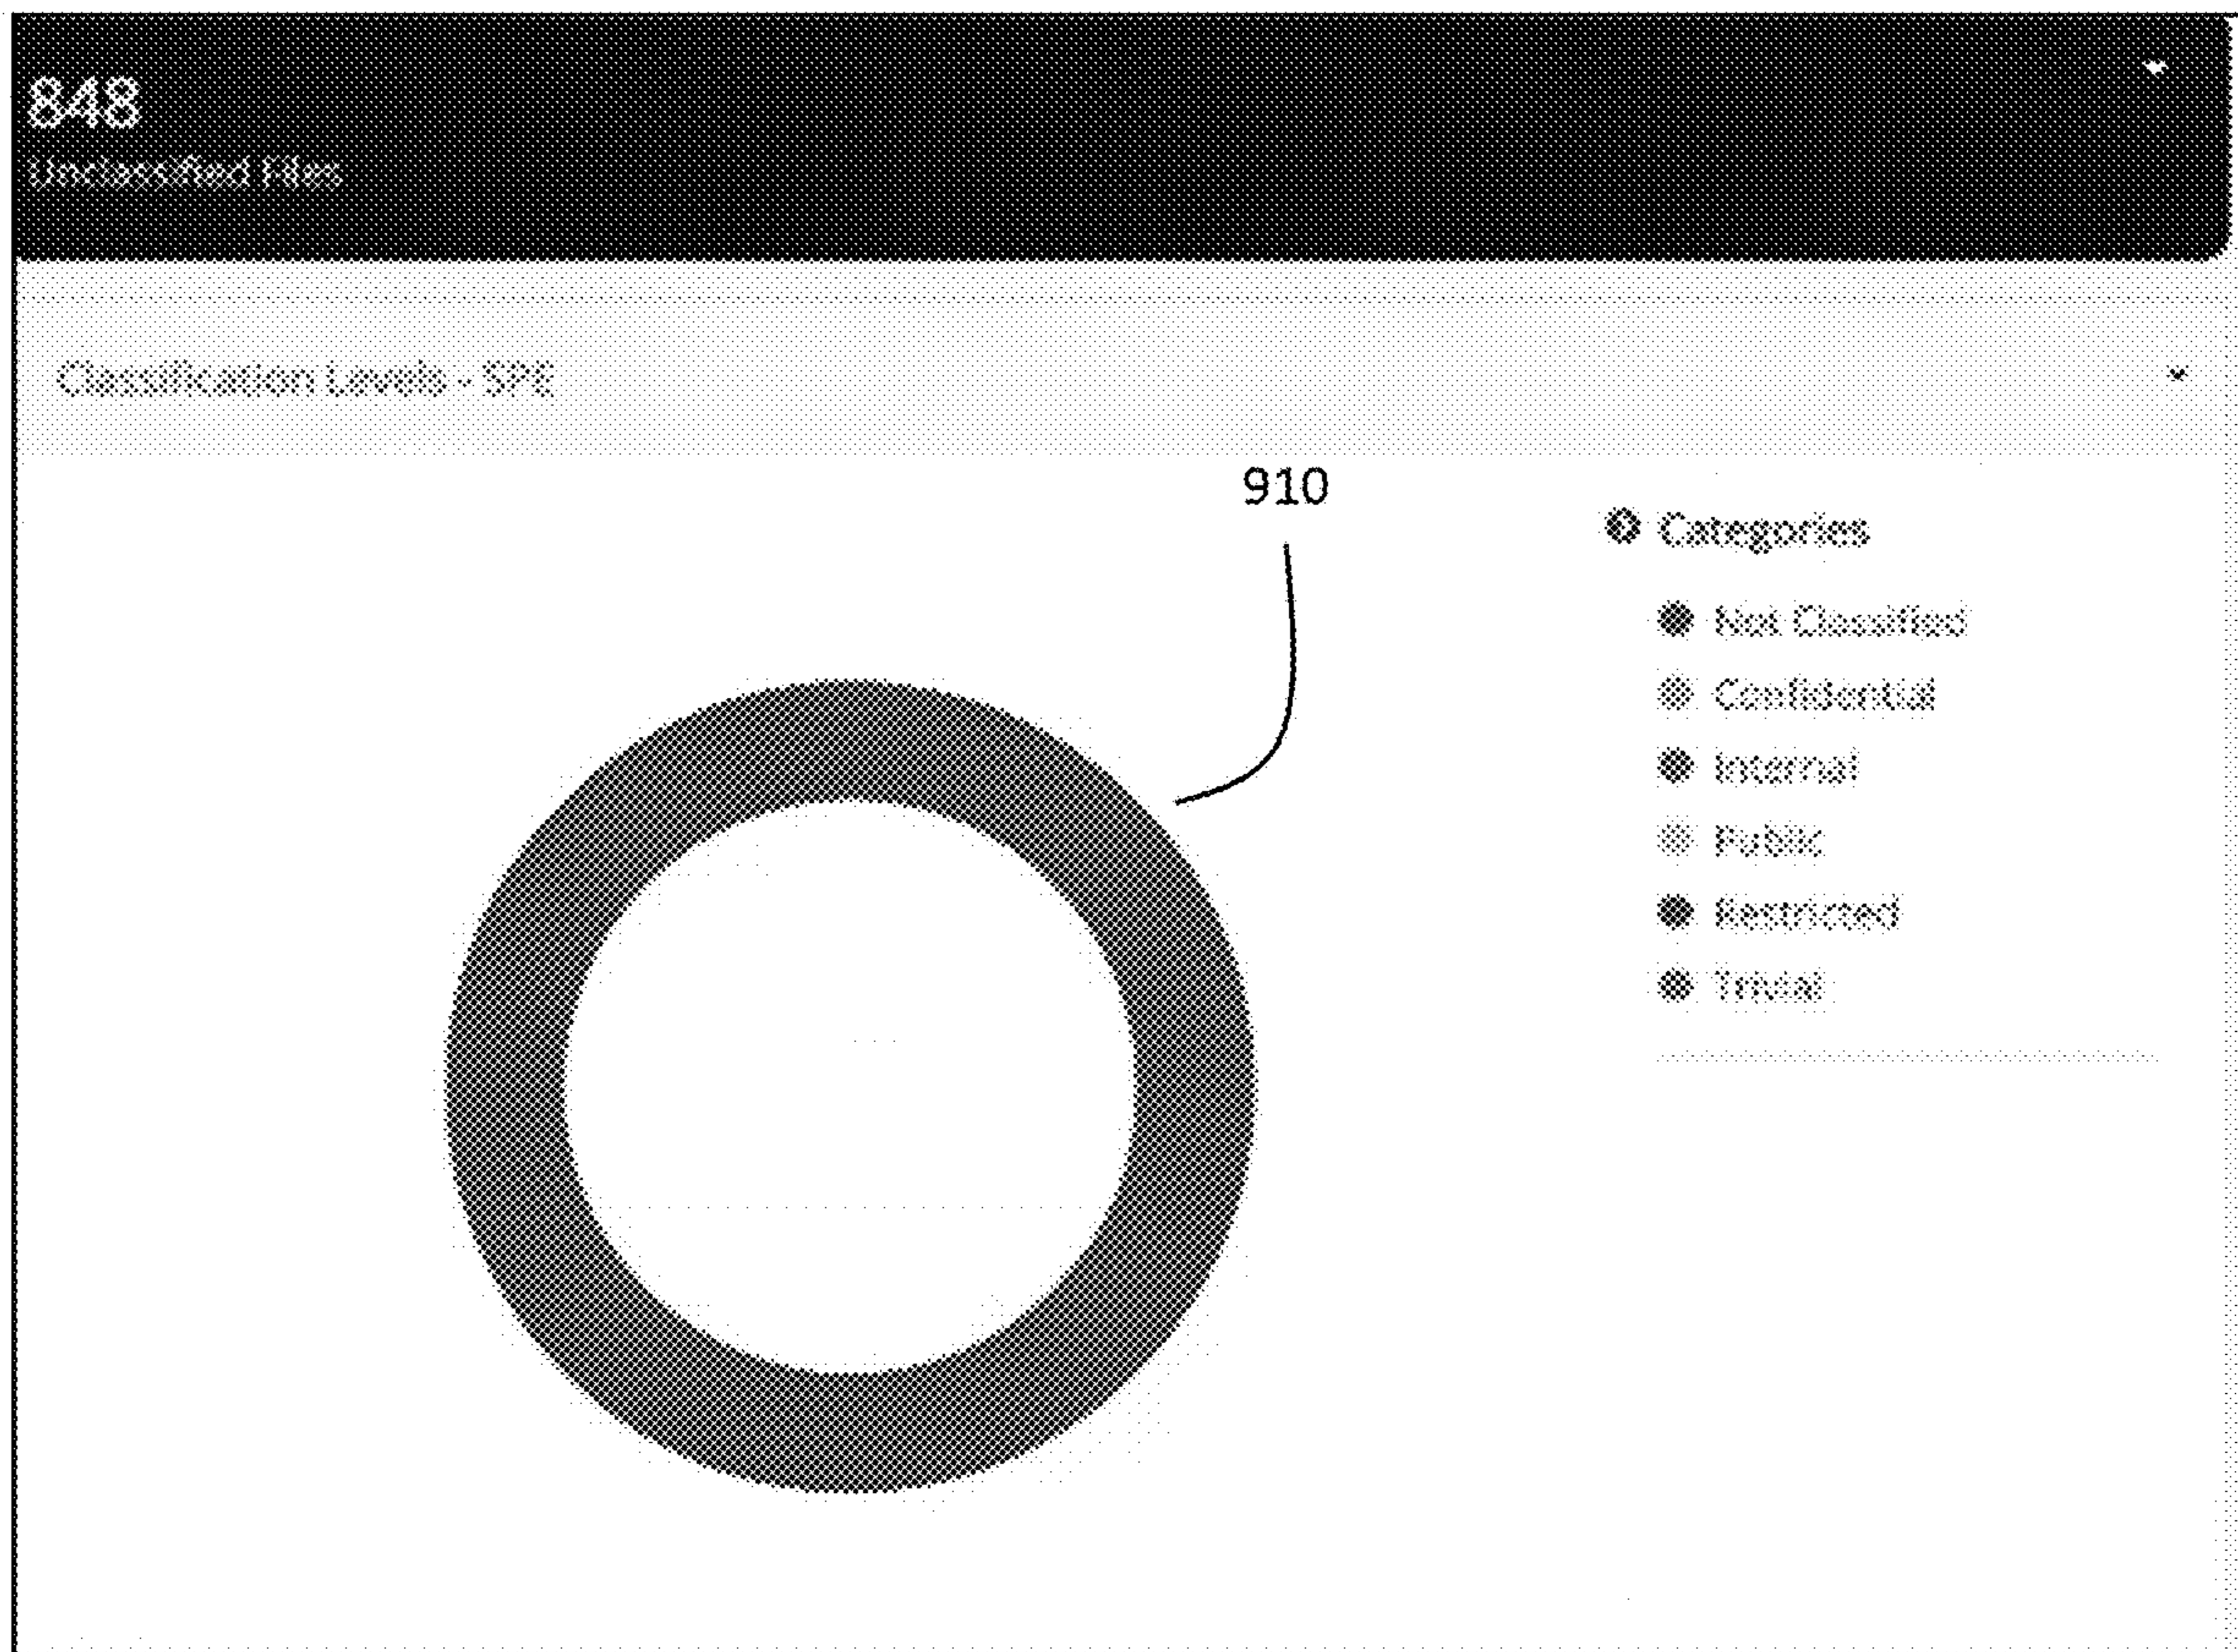 848
Unclassified Files
Classification Levels - SPE
910
Categories
Not Classified
Confidential
Internal
Public
Restricted
Trivial